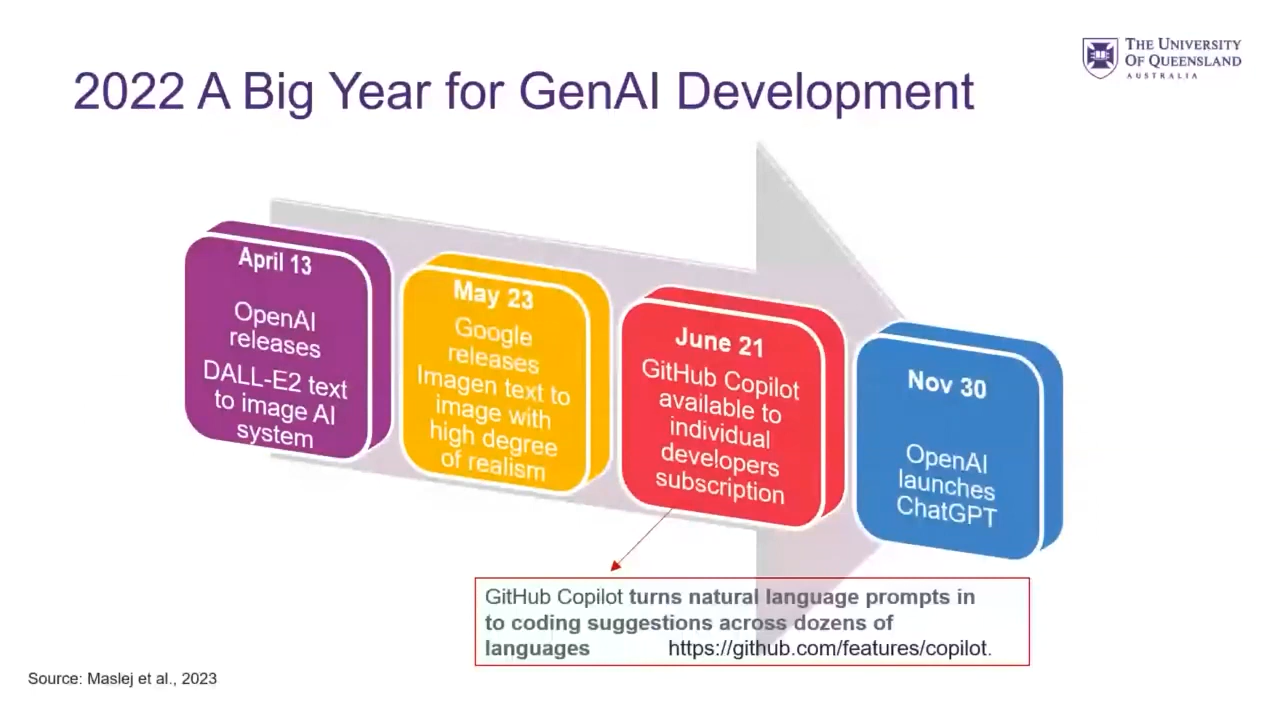 THE UNIVERSITY
OF QUEENSLAND
AUSTRALIA
2022 A Big Year for GenAI Development
April 13
OpenAI
releases
DALL-E2 text
to image AI
system
May 23
Google
releases
Imagen text to
image with
high degree
of realism
June 21
GitHub Copilot
available to
individual
developers
subscription
Nov 30
OpenAI
launches
ChatGPT
GitHub Copilot turns natural language prompts in
to coding suggestions across dozens of
languages https://github.com/features/copilot.
Source: Maslej et al., 2023